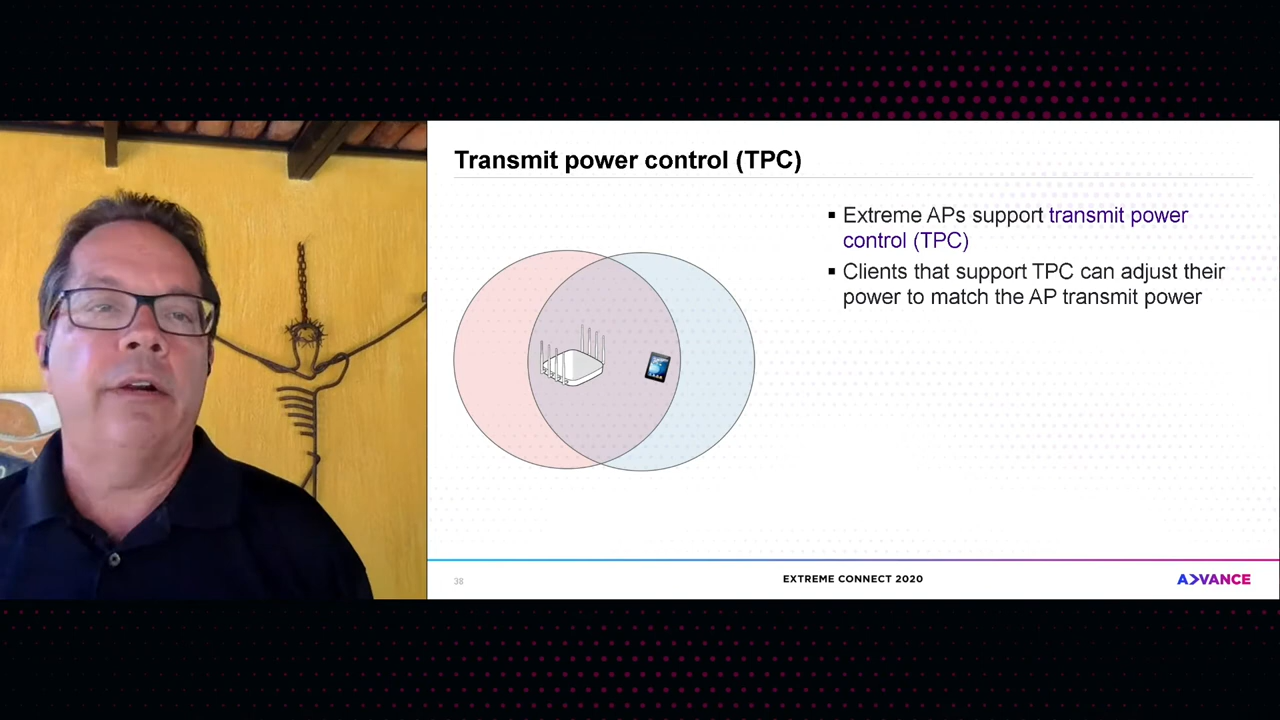 Transmit power control (TPC)
▪ Extreme APs support transmit power
control (TPC)
▪ Clients that support TPC can adjust their
power to match the AP transmit power
38
EXTREME CONNECT 2020
ADVANCE